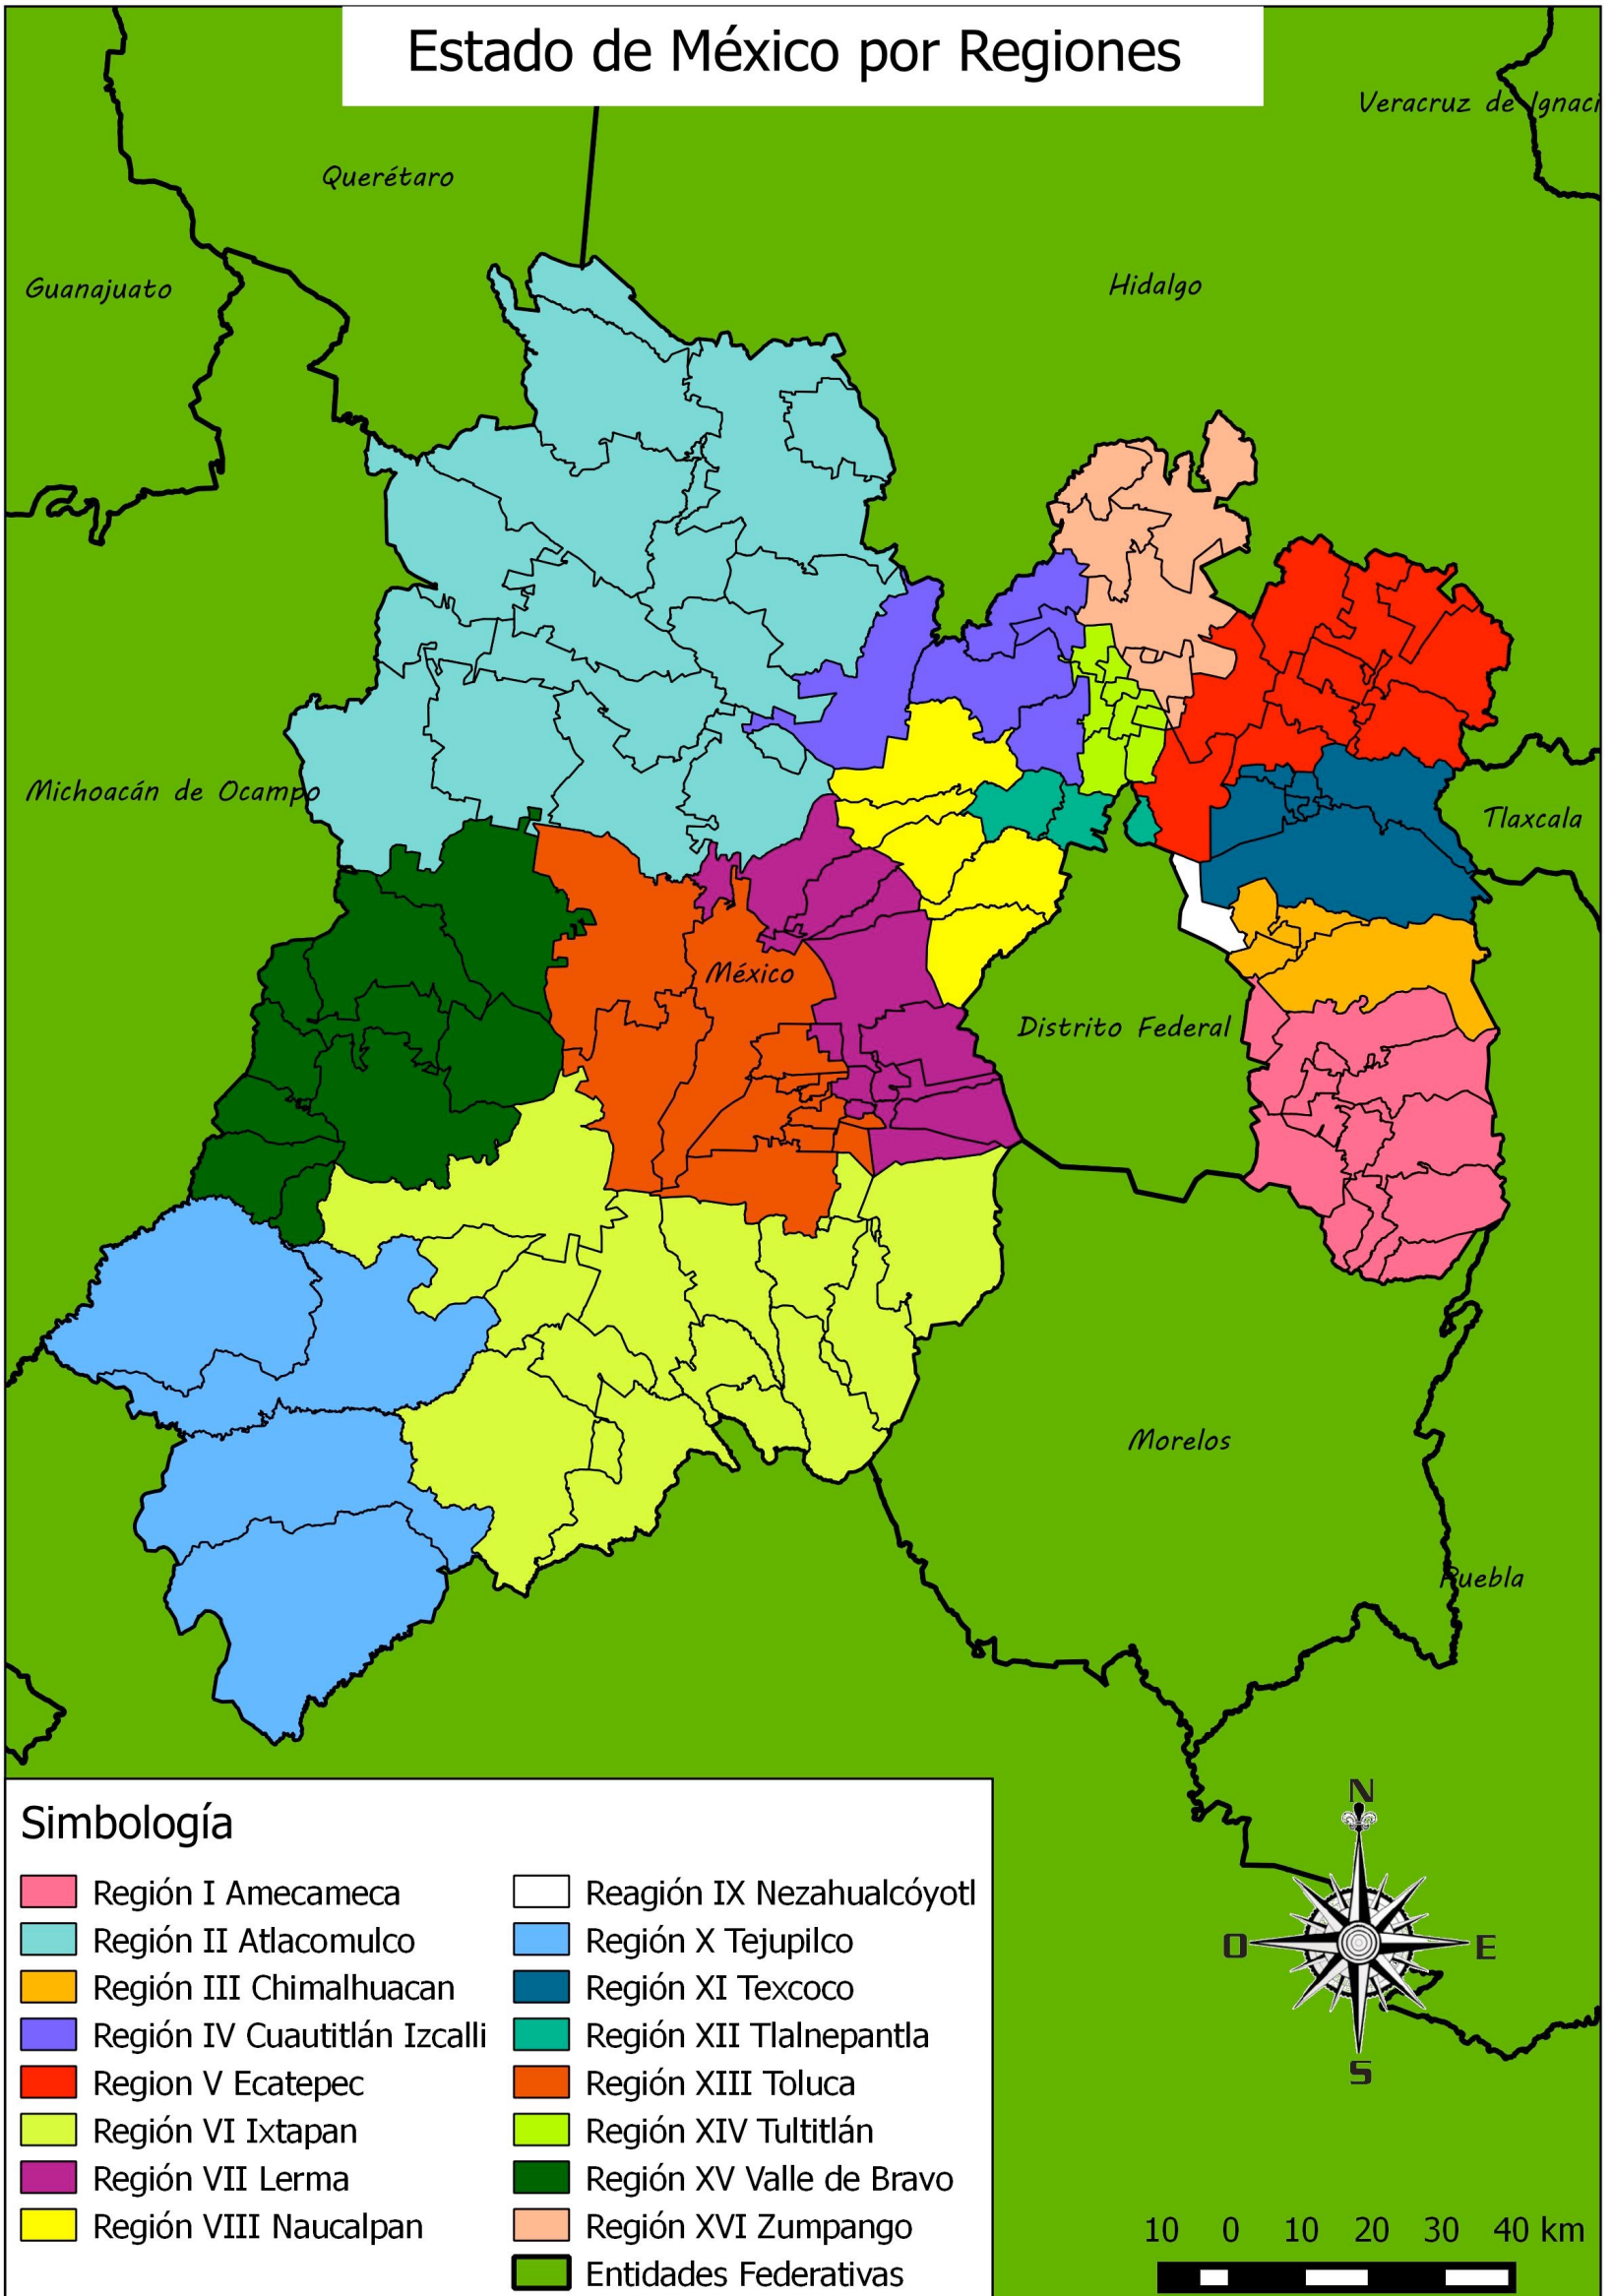 Estado de México por Regiones
Veracruz de Ignaci
Querétaro
Hidalgo
Guanajuato
Michoacán de Ocampo
Tlaxcala
México
Distrito Federal
Morelos
Puebla
Simbología
Región I Amecameca
Región II Atlacomulco
Región III Chimalhuacan
Región IV Cuautitlán Izcalli
Region V Ecatepec
Región VI Ixtapan
Región VII Lerma
Región VIII Naucalpan
Reagión IX Nezahualcóyotl
Región X Tejupilco
Región XI Texcoco
Región XII Tlalnepantla
Región XIII Toluca
Región XIV Tultitlán
Región XV Valle de Bravo
Región XVI Zumpango
Entidades Federativas
N
O E
S
10 0 10 20 30 40 km